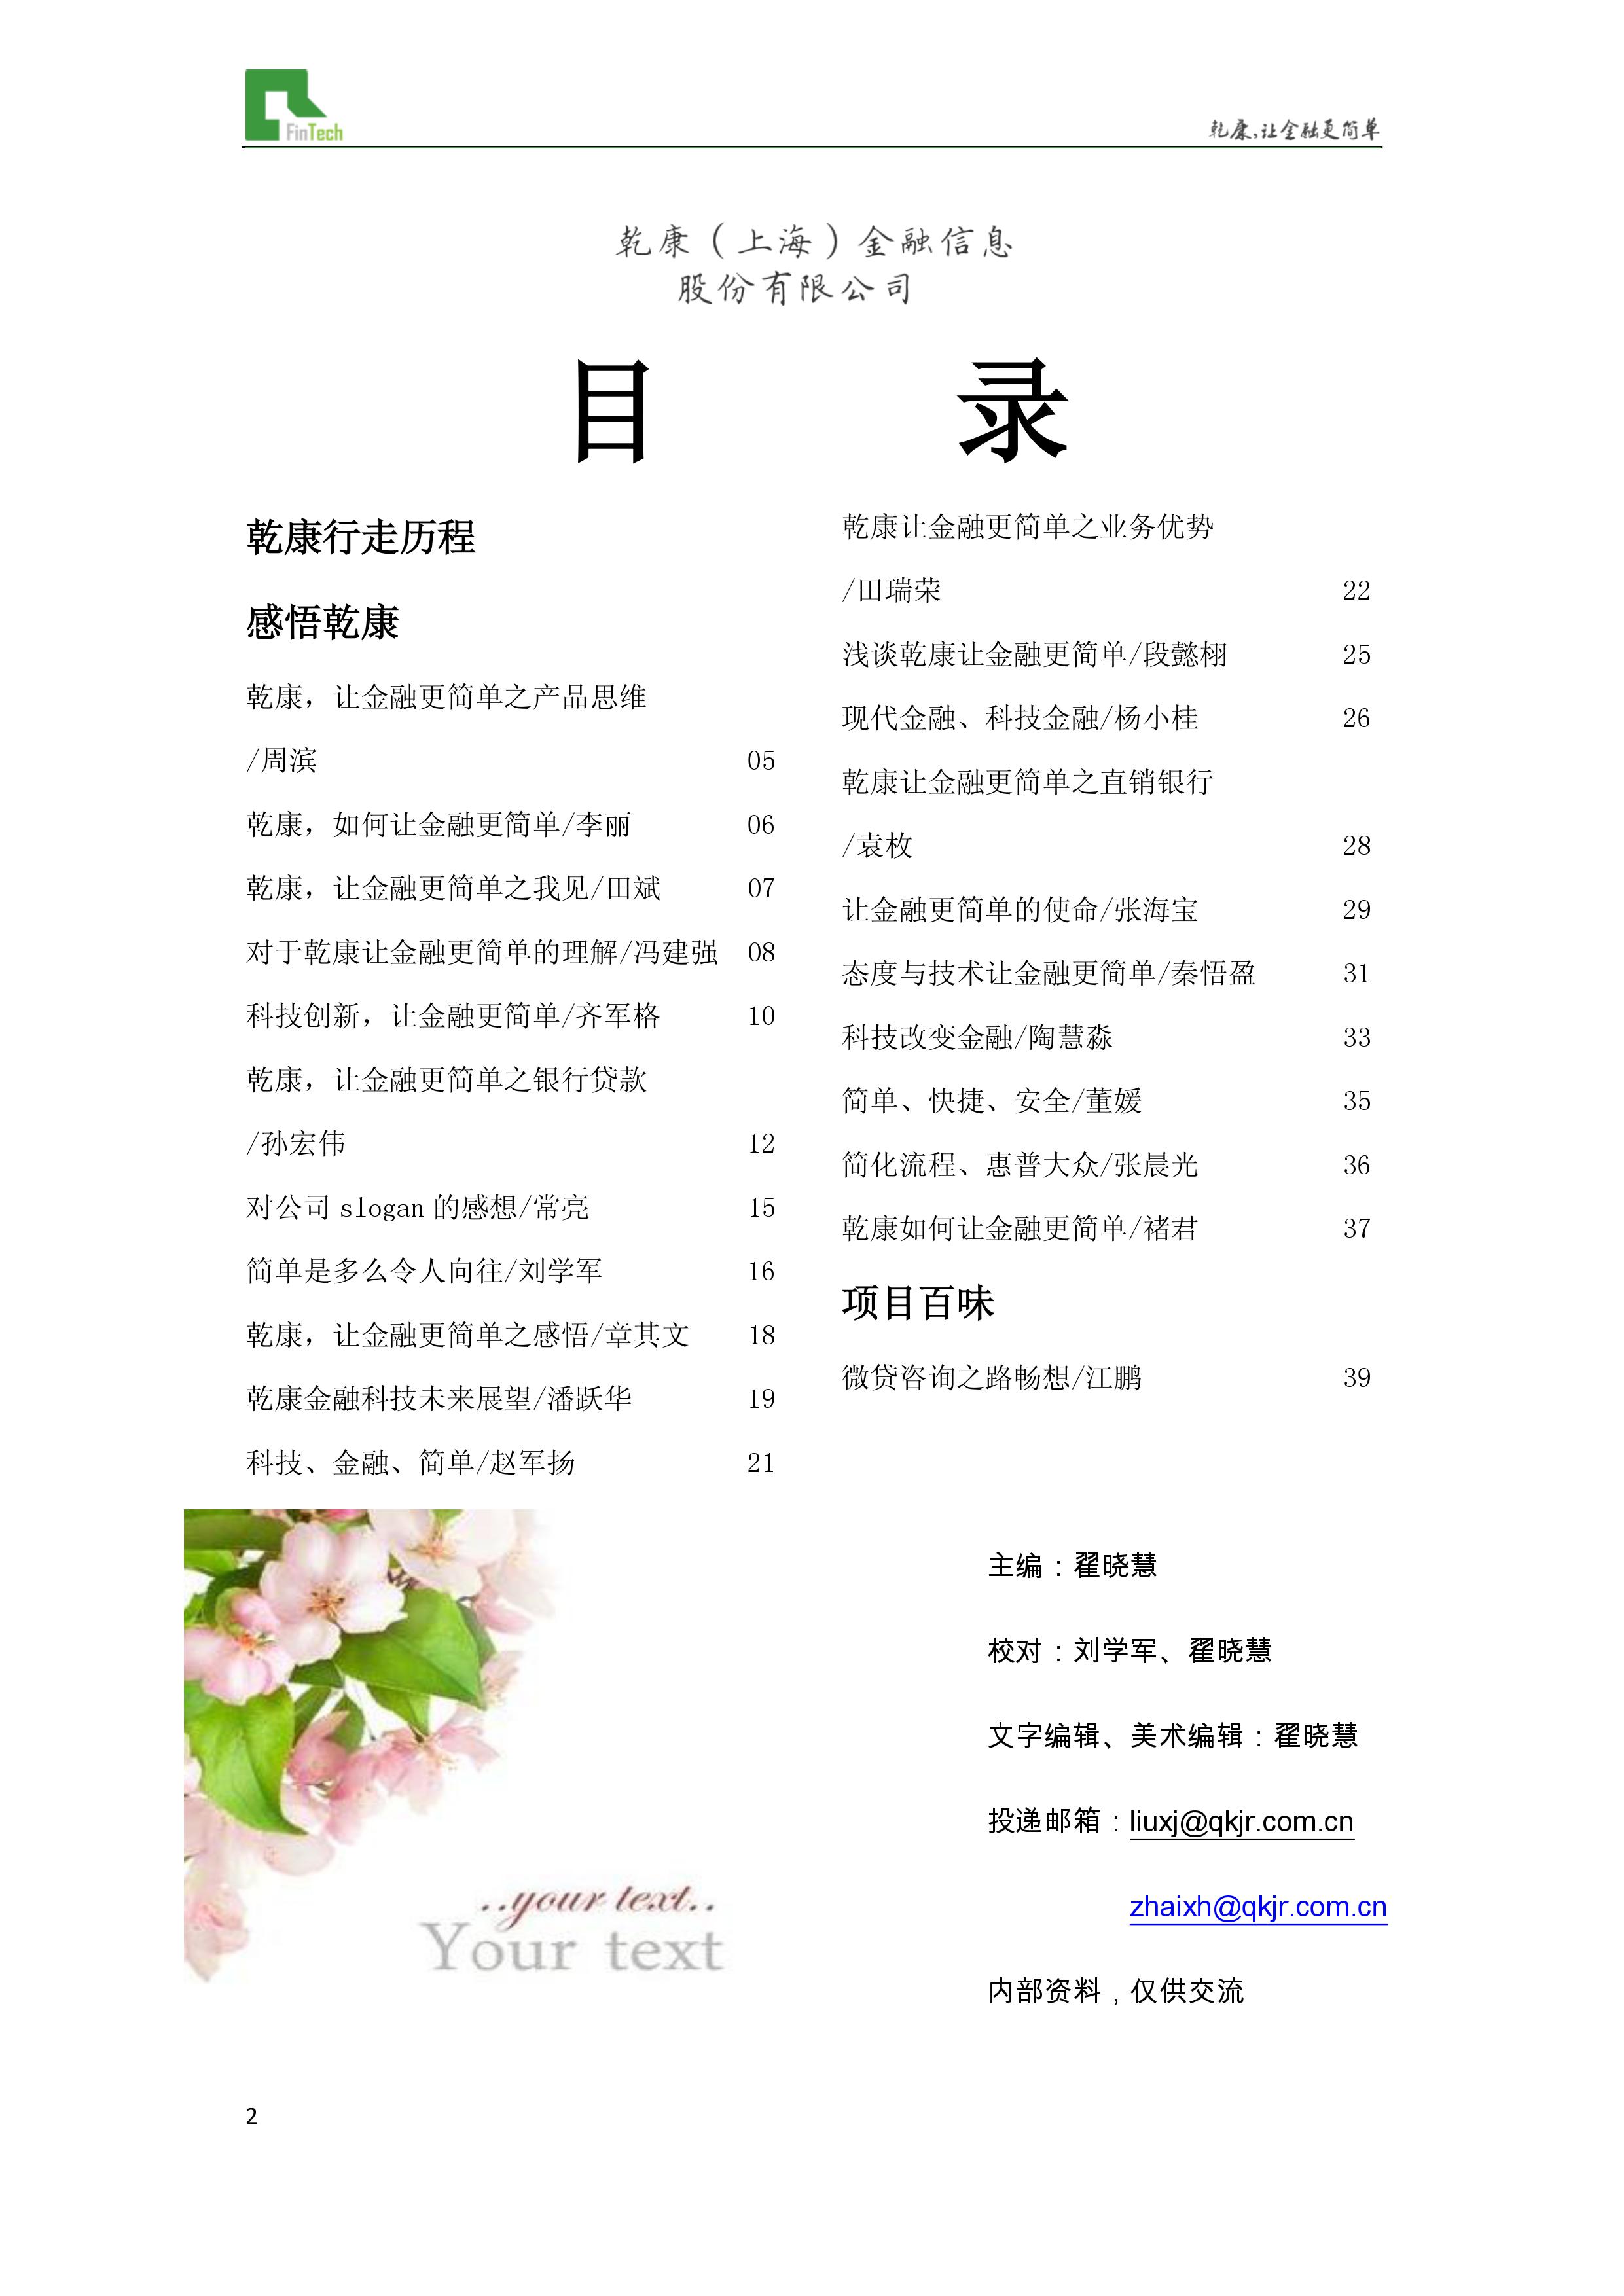 FinTech
乾康,让金融更简单
乾康（上海）金融信息
股份有限公司
目 录
乾康行走历程
感悟乾康
乾康，让金融更简单之产品思维
/周滨 05
乾康，如何让金融更简单/李丽 06
乾康，让金融更简单之我见/田斌 07
对于乾康让金融更简单的理解/冯建强 08
科技创新，让金融更简单/齐军格 10
乾康，让金融更简单之银行贷款
/孙宏伟 12
对公司 slogan 的感想/常亮 15
简单是多么令人向往/刘学军 16
乾康，让金融更简单之感悟/章其文 18
乾康金融科技未来展望/潘跃华 19
科技、金融、简单/赵军扬 21
乾康让金融更简单之业务优势
/田瑞荣 22
浅谈乾康让金融更简单/段懿栩 25
现代金融、科技金融/杨小桂 26
乾康让金融更简单之直销银行
/袁枚 28
让金融更简单的使命/张海宝 29
态度与技术让金融更简单/秦悟盈 31
科技改变金融/陶慧淼 33
简单、快捷、安全/董媛 35
简化流程、惠普大众/张晨光 36
乾康如何让金融更简单/褚君 37
项目百味
微贷咨询之路畅想/江鹏 39
..your text..
Your text
主编：翟晓慧
校对：刘学军、翟晓慧
文字编辑、美术编辑：翟晓慧
投递邮箱：liuxj@qkjr.com.cn
zhaixh@qkjr.com.cn
内部资料，仅供交流
2